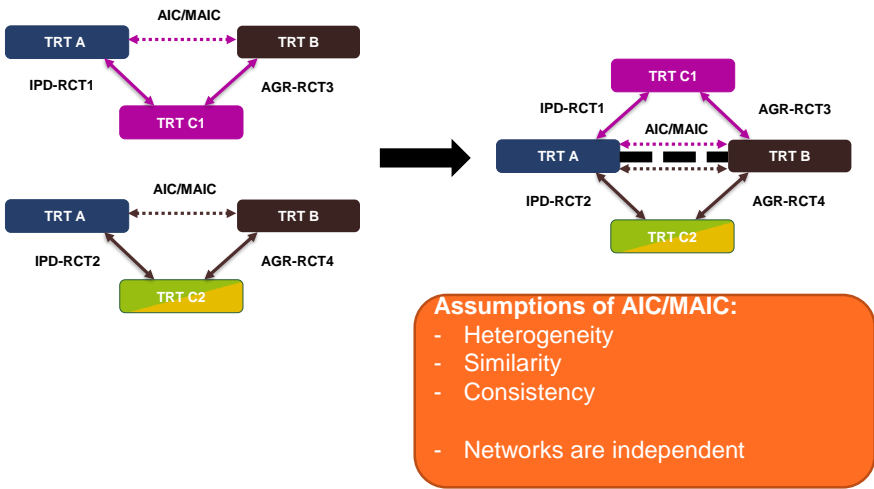 AIC/MAIC
TRT A
TRT B
IPD-RCT1
AGR-RCT3
TRT C1
AIC/MAIC
TRT A
TRT B
IPD-RCT2
AGR-RCT4
TRT C2
TRT C1
IPD-RCT1
AGR-RCT3
AIC/MAIC
TRT A
TRT B
IPD-RCT2
AGR-RCT4
TRT C2
Assumptions of AIC/MAIC:
- Heterogeneity
- Similarity
- Consistency
- Networks are independent